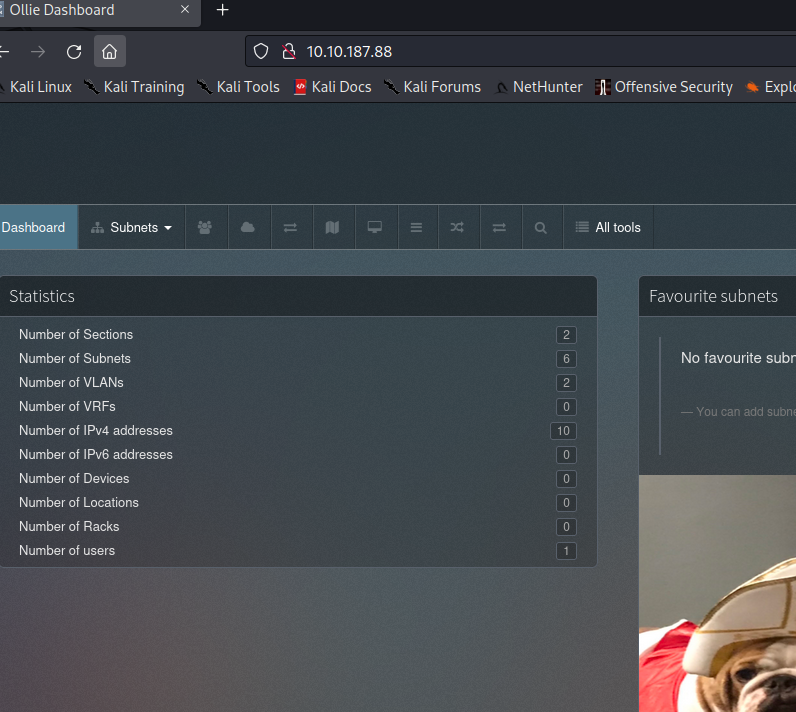 Ollie Dashboard
10.10.187.88
Kali Linux Kali Training Kali Tools Kali Docs Kali Forums NetHunter Offensive Security
Dashboard Subnets All tools
Statistics
Number of Sections 2
Number of Subnets 6
Number of VLANs 2
Number of VRFs 0
Number of IPv4 addresses 10
Number of IPv6 addresses 0
Number of Devices 0
Number of Locations 0
Number of Racks 0
Number of users 1
Favourite subnets
No favourite
— You can add